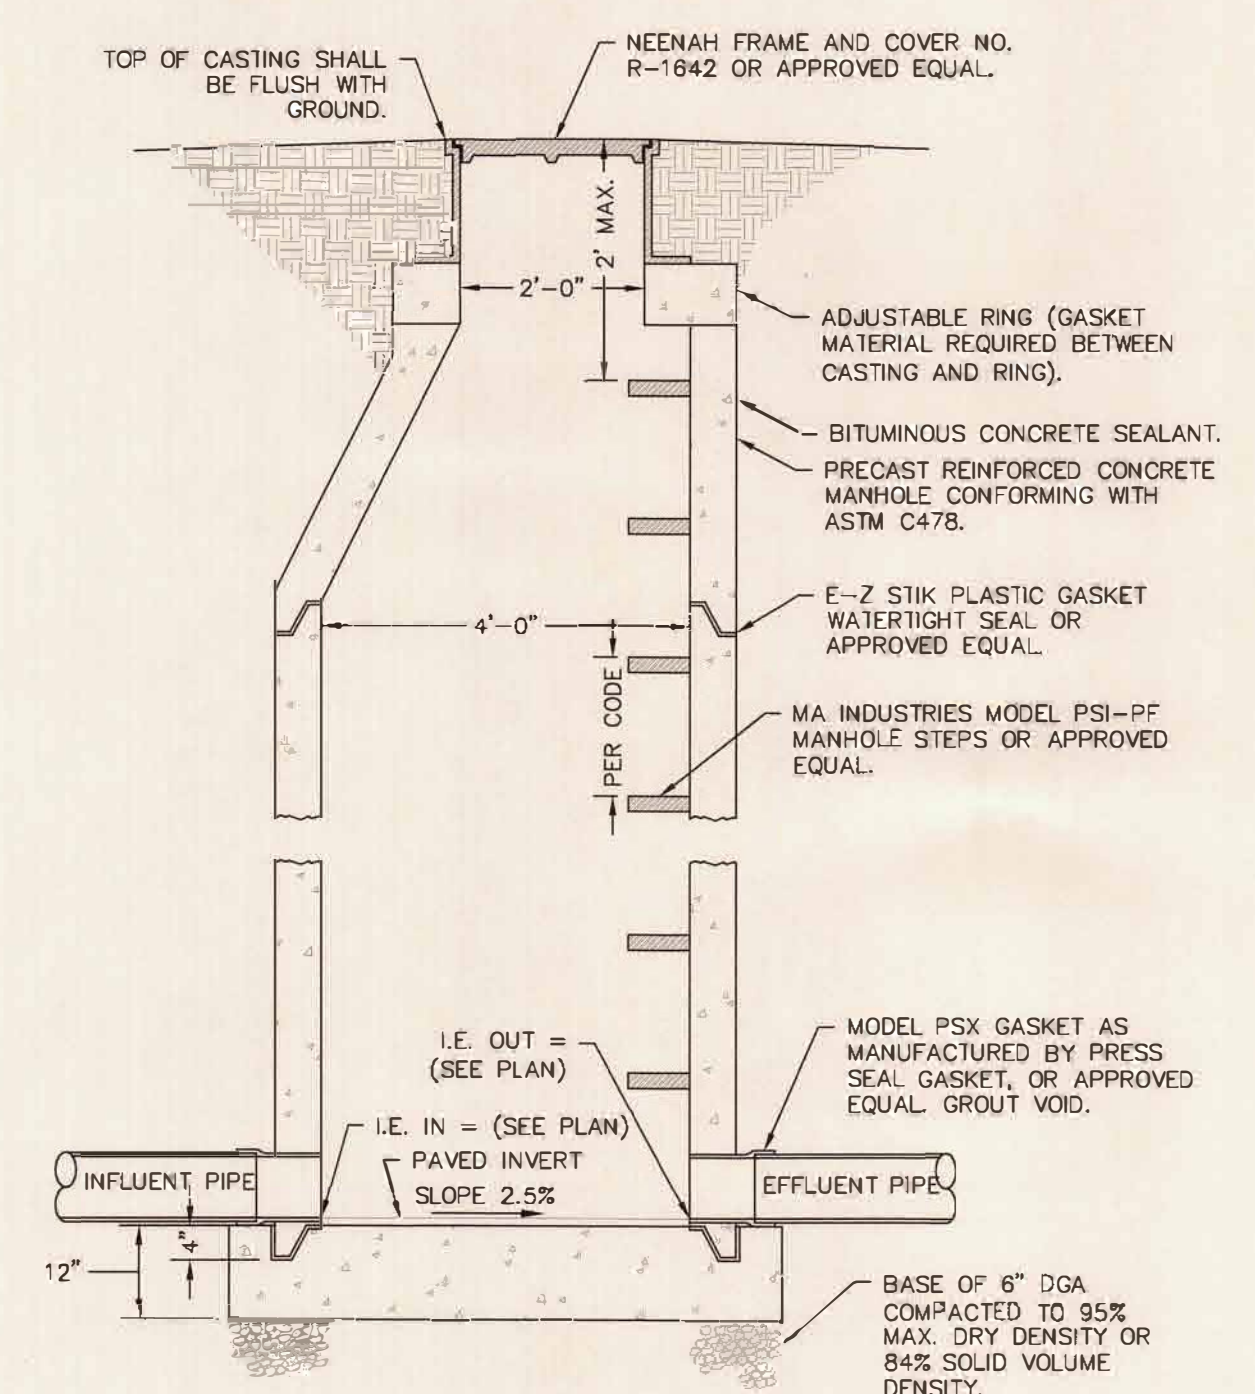 TOP OF CASTING SHALL
BE FLUSH WITH
GROUND.
NEENAH FRAME AND COVER NO.
R-1642 OR APPROVED EQUAL.
2' MAX.
2'-0"
ADJUSTABLE RING (GASKET
MATERIAL REQUIRED BETWEEN
CASTING AND RING).
BITUMINOUS CONCRETE SEALANT.
PRECAST REINFORCED CONCRETE
MANHOLE CONFORMING WITH
ASTM C478.
E-Z STIK PLASTIC GASKET
WATERTIGHT SEAL OR
APPROVED EQUAL
4'-0"
PER CODE
MA INDUSTRIES MODEL PSI-PF
MANHOLE STEPS OR APPROVED
EQUAL.
I.E. OUT =
(SEE PLAN)
MODEL PSX GASKET AS
MANUFACTURED BY PRESS
SEAL GASKET, OR APPROVED
EQUAL. GROUT VOID.
I.E. IN = (SEE PLAN)
PAVED INVERT
SLOPE 2.5%
INFLUENT PIPE
EFFLUENT PIPE
4"
12"
BASE OF 6" DGA
COMPACTED TO 95%
MAX. DRY DENSITY OR
84% SOLID VOLUME
DENSITY.